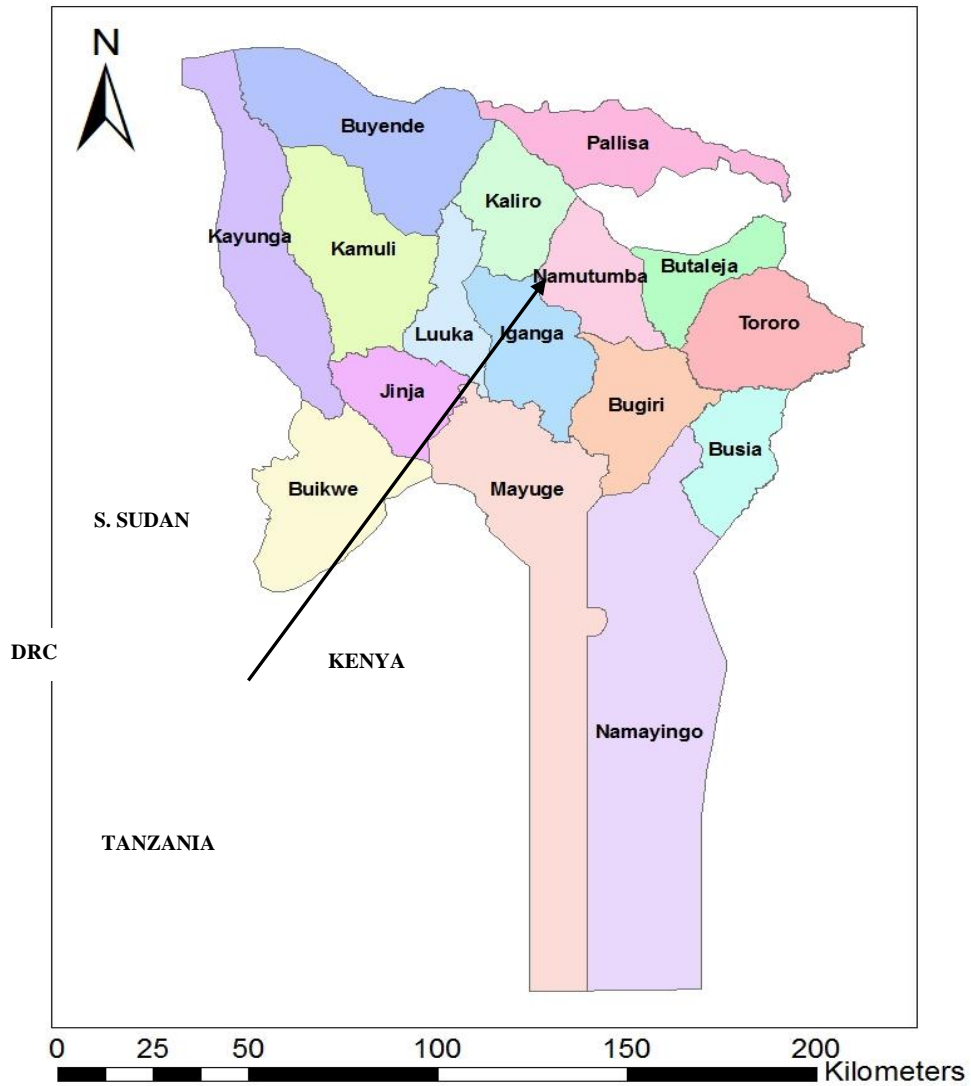 N
Buyende
Pallisa
Kaliro
Kayunga
Kamuli
Namutumba
Butaleja
Luuka
Iganga
Tororo
Jinja
Bugiri
Busia
Buikwe
Mayuge
S. SUDAN
DRC
KENYA
Namayingo
TANZANIA
0 25 50 100 150 200
Kilometers